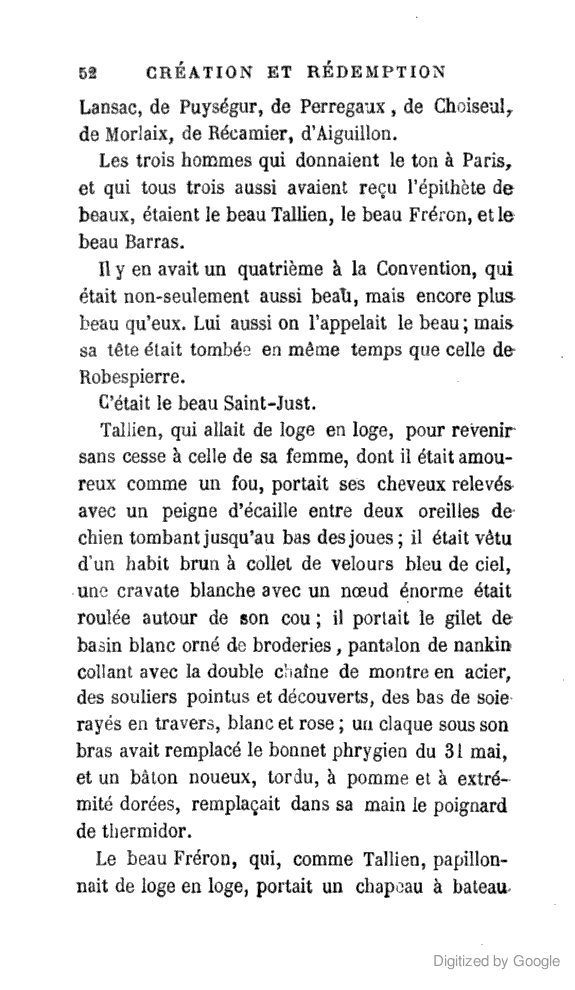 52 CRÉATION ET RÉDEMPTION
Lansac, de Puységur, de Perregaux, de Choiseul,
de Morlaix, de Récamier, d'Aiguillon.
Les trois hommes qui donnaient le ton à Paris,
et qui tous trois aussi avaient reçu l'épithète de
beaux, étaient le beau Tallien, le beau Fréron, et le
beau Barras.
Il y en avait un quatrième à la Convention, qui
était non-seulement aussi beau, mais encore plus
beau qu'eux. Lui aussi on l'appelait le beau; mais
sa tête était tombée en même temps que celle de
Robespierre.
C'était le beau Saint-Just.
Tallien, qui allait de loge en loge, pour revenir
sans cesse à celle de sa femme, dont il était amou-
reux comme un fou, portait ses cheveux relevés
avec un peigne d'écaille entre deux oreilles de
chien tombant jusqu'au bas des joues; il était vêtu
d'un habit brun à collet de velours bleu de ciel,
une cravate blanche avec un nœud énorme était
roulée autour de son cou; il portait le gilet de
basin blanc orné de broderies, pantalon de nankin
collant avec la double chaîne de montre en acier,
des souliers pointus et découverts, des bas de soie
rayés en travers, blanc et rose; un claque sous son
bras avait remplacé le bonnet phrygien du 31 mai,
et un bâton noueux, tordu, à pomme et à extré-
mité dorées, remplaçait dans sa main le poignard
de thermidor.
Le beau Fréron, qui, comme Tallien, papillon-
nait de loge en loge, portait un chapeau à bateau
Digitized by Google